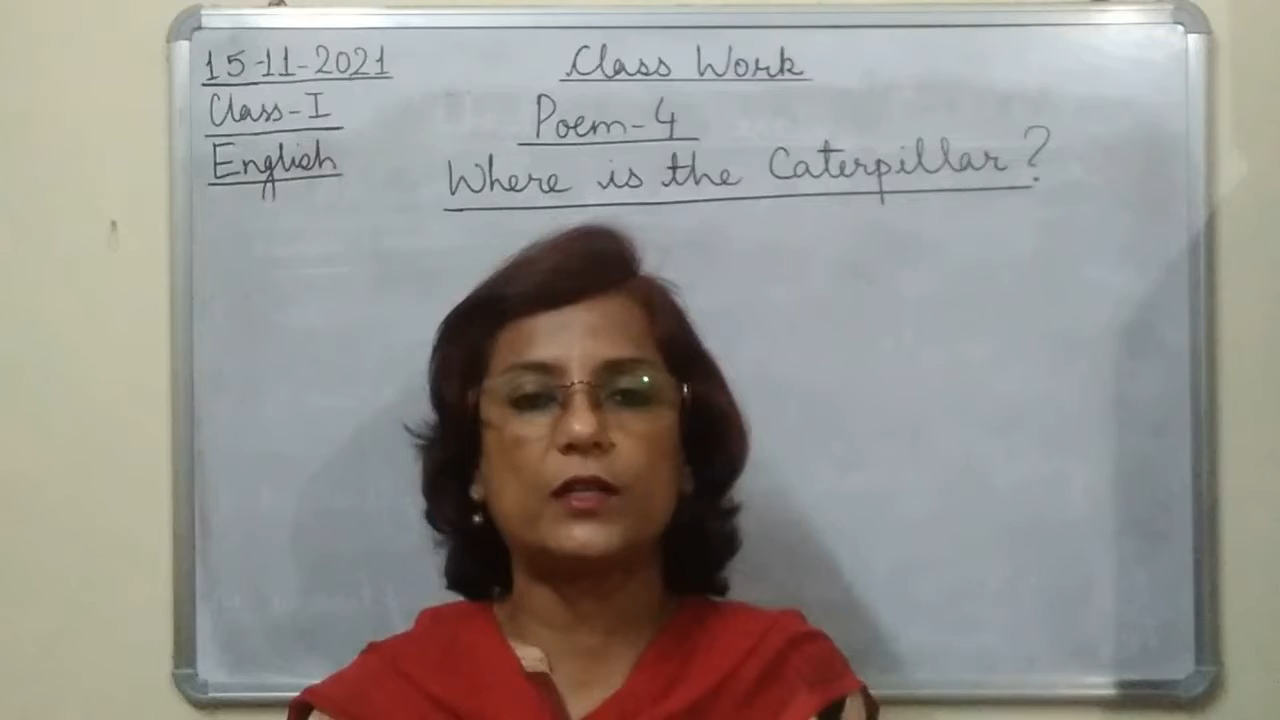 15-11-2021
Class-I
English
Class Work
Poem-4
Where is the Caterpillar?